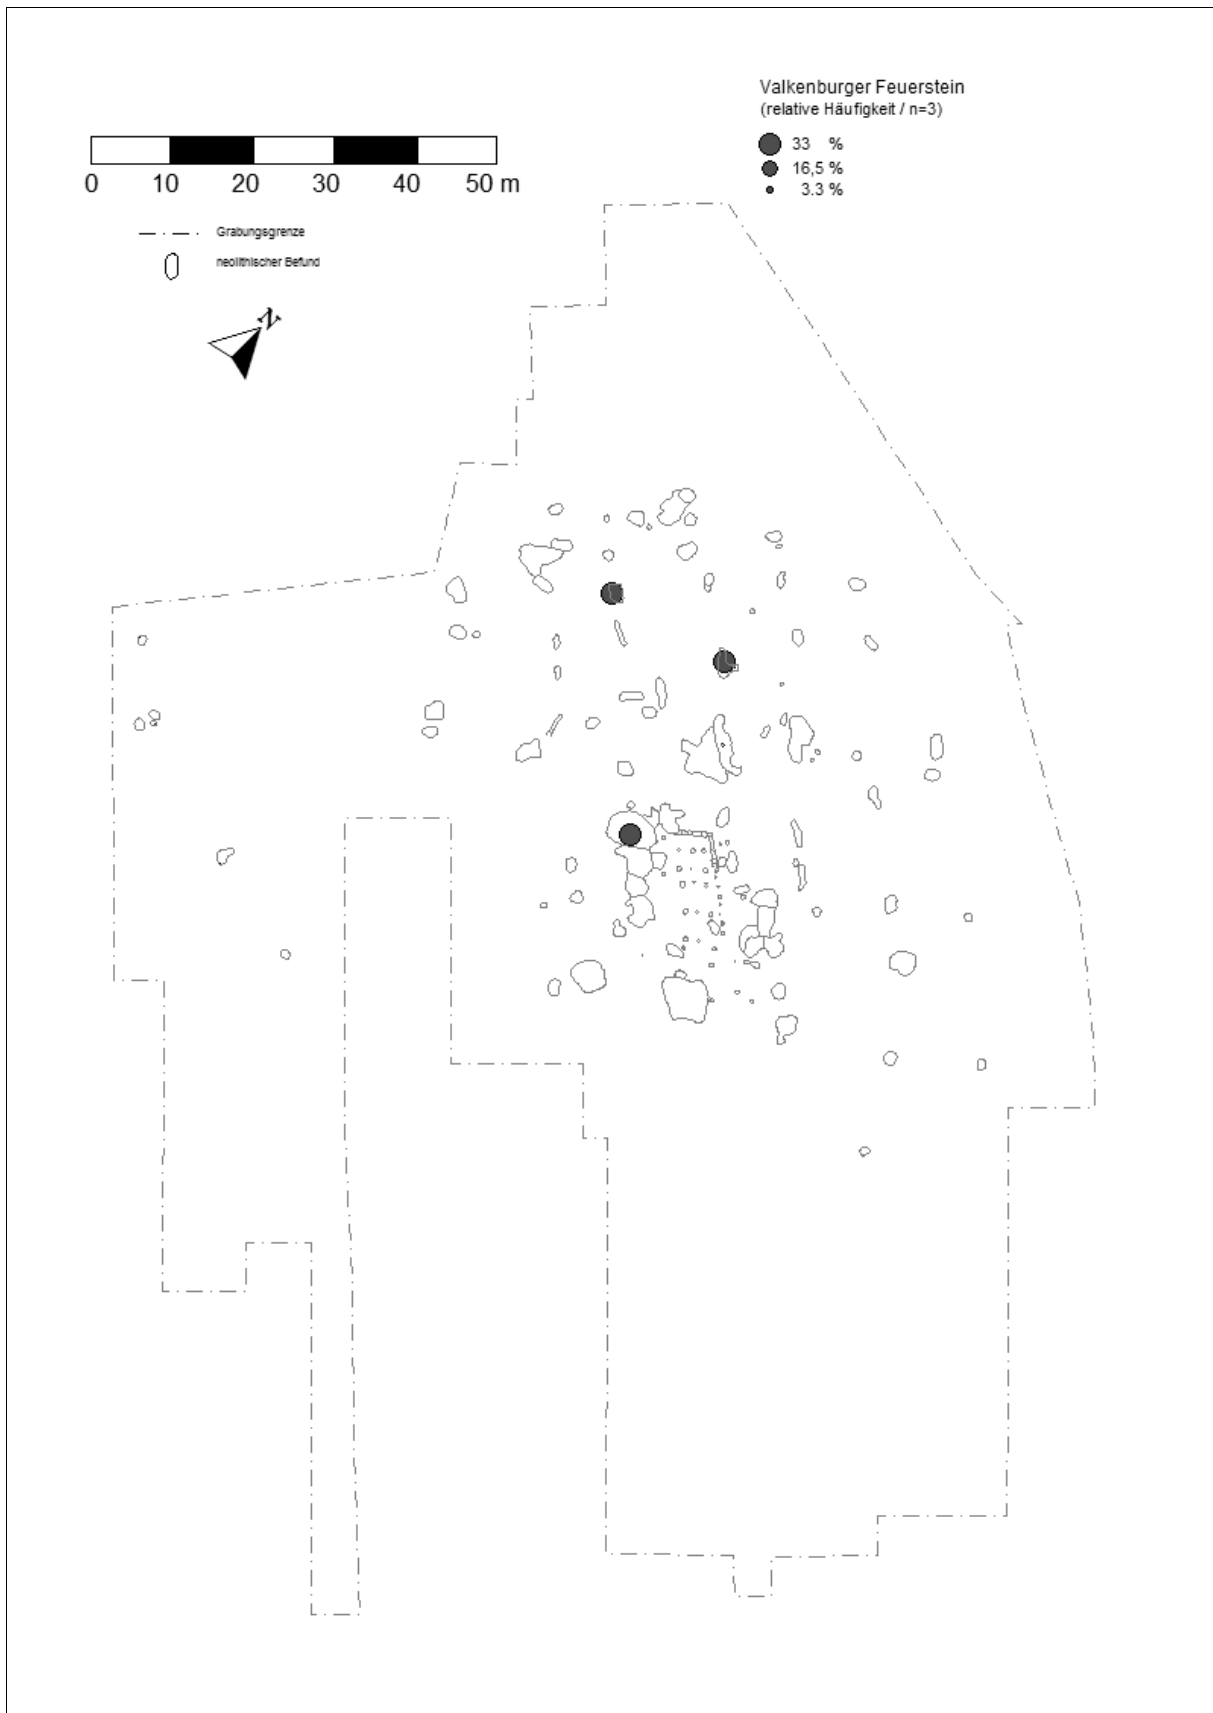 Valkenburger Feuerstein
(relative Häufigkeit / n=3)
33 %
16,5 %
3.3 %
0 10 20 30 40 50 m
Grabungsgrenze
neolithischer Befund
N